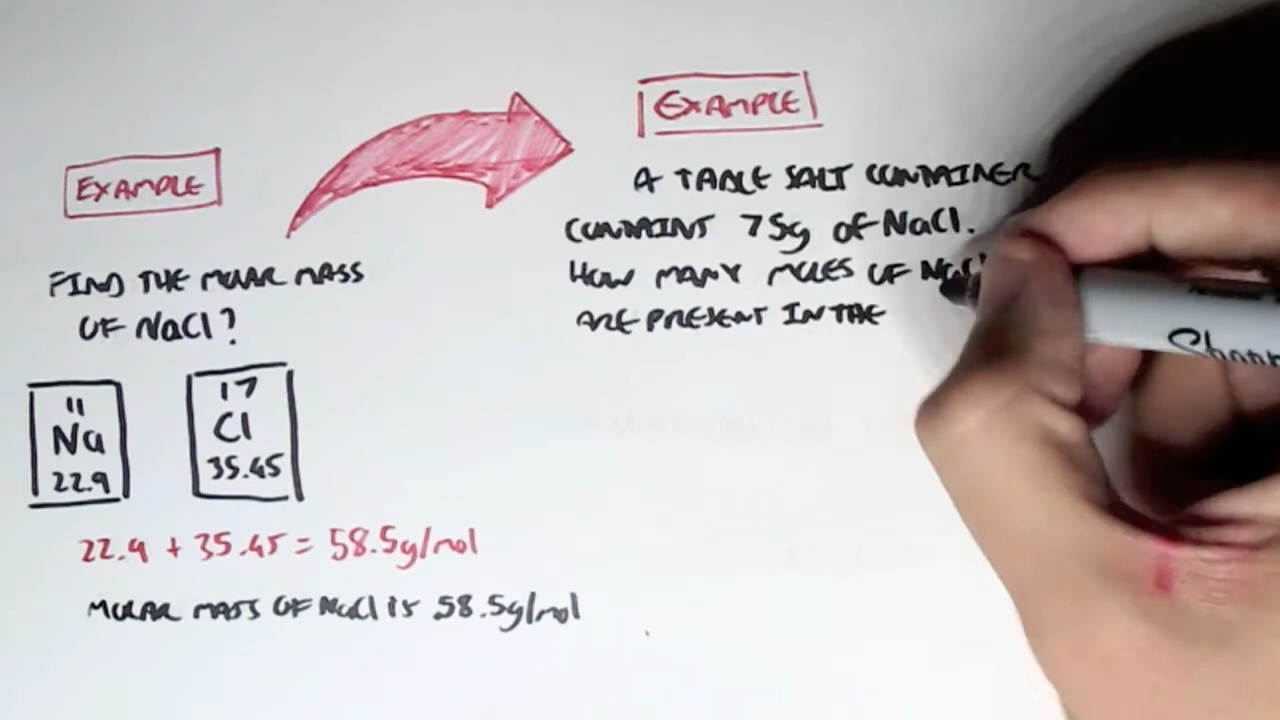 EXAMPLE
FIND THE MOLAR MASS
OF NaCl?
11
Na
22.9
17
Cl
35.45
22.9 + 35.45 = 58.5g/mol
MOLAR MASS OF NaCl is 58.5g/mol
EXAMPLE
A TABLE SALT CONTAINER
CONTAINS 75g of NaCl.
HOW MANY MOLES OF NaCl
ARE PRESENT IN THE